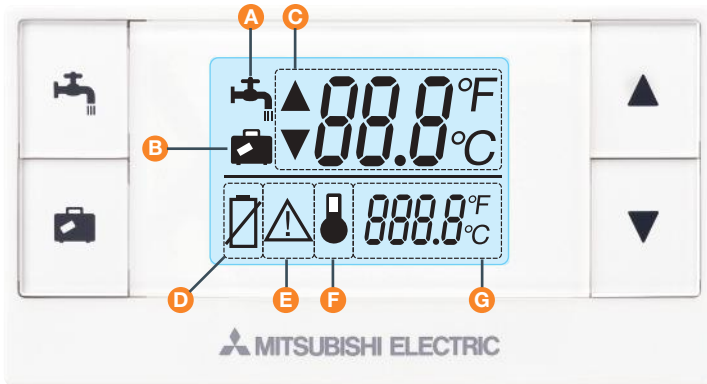 A C
88.8°F
°C
B
888.8°F
°C
D E F G
MITSUBISHI ELECTRIC